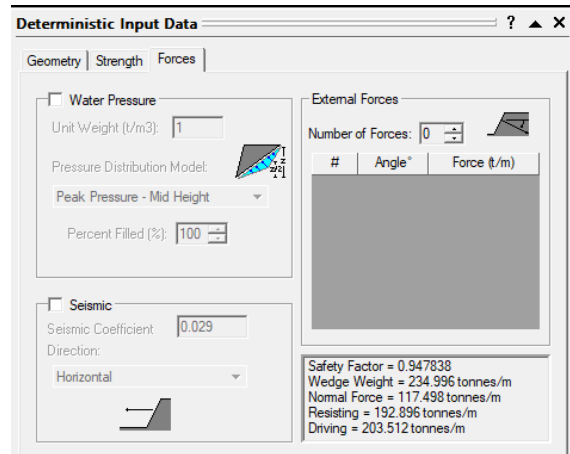 Deterministic Input Data ? ▲ ✕
Geometry Strength Forces
Water Pressure
Unit Weight (t/m3): 1
Pressure Distribution Model:
z
z/2
Peak Pressure - Mid Height
Percent Filled (%): 100
Seismic
Seismic Coefficient 0.029
Direction:
Horizontal
External Forces
Number of Forces: 0
# Angle° Force (t/m)
Safety Factor = 0.947838
Wedge Weight = 234.996 tonnes/m
Normal Force = 117.498 tonnes/m
Resisting = 192.896 tonnes/m
Driving = 203.512 tonnes/m